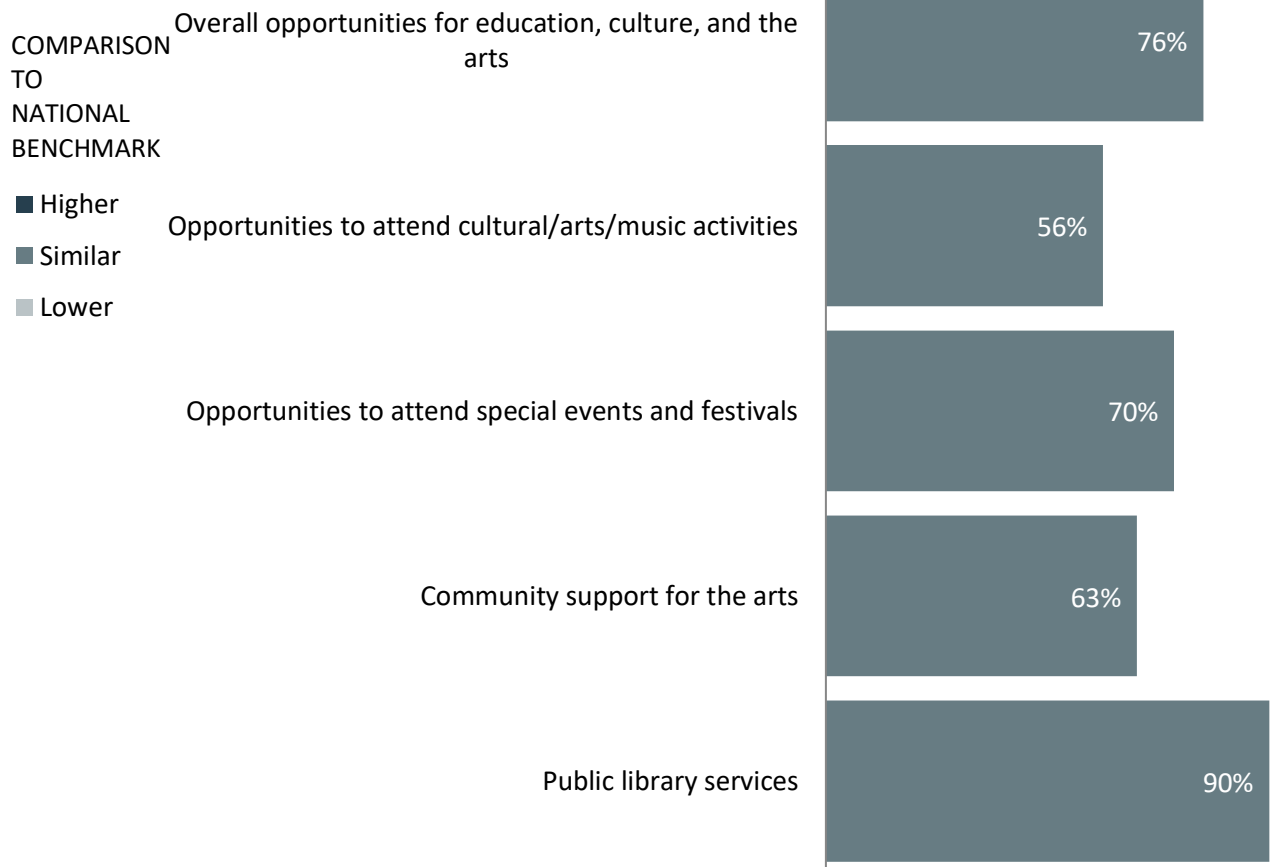 COMPARISON
TO
NATIONAL
BENCHMARK
Higher
Similar
Lower
Overall opportunities for education, culture, and the
arts
76%
Opportunities to attend cultural/arts/music activities
56%
Opportunities to attend special events and festivals
70%
Community support for the arts
63%
Public library services
90%